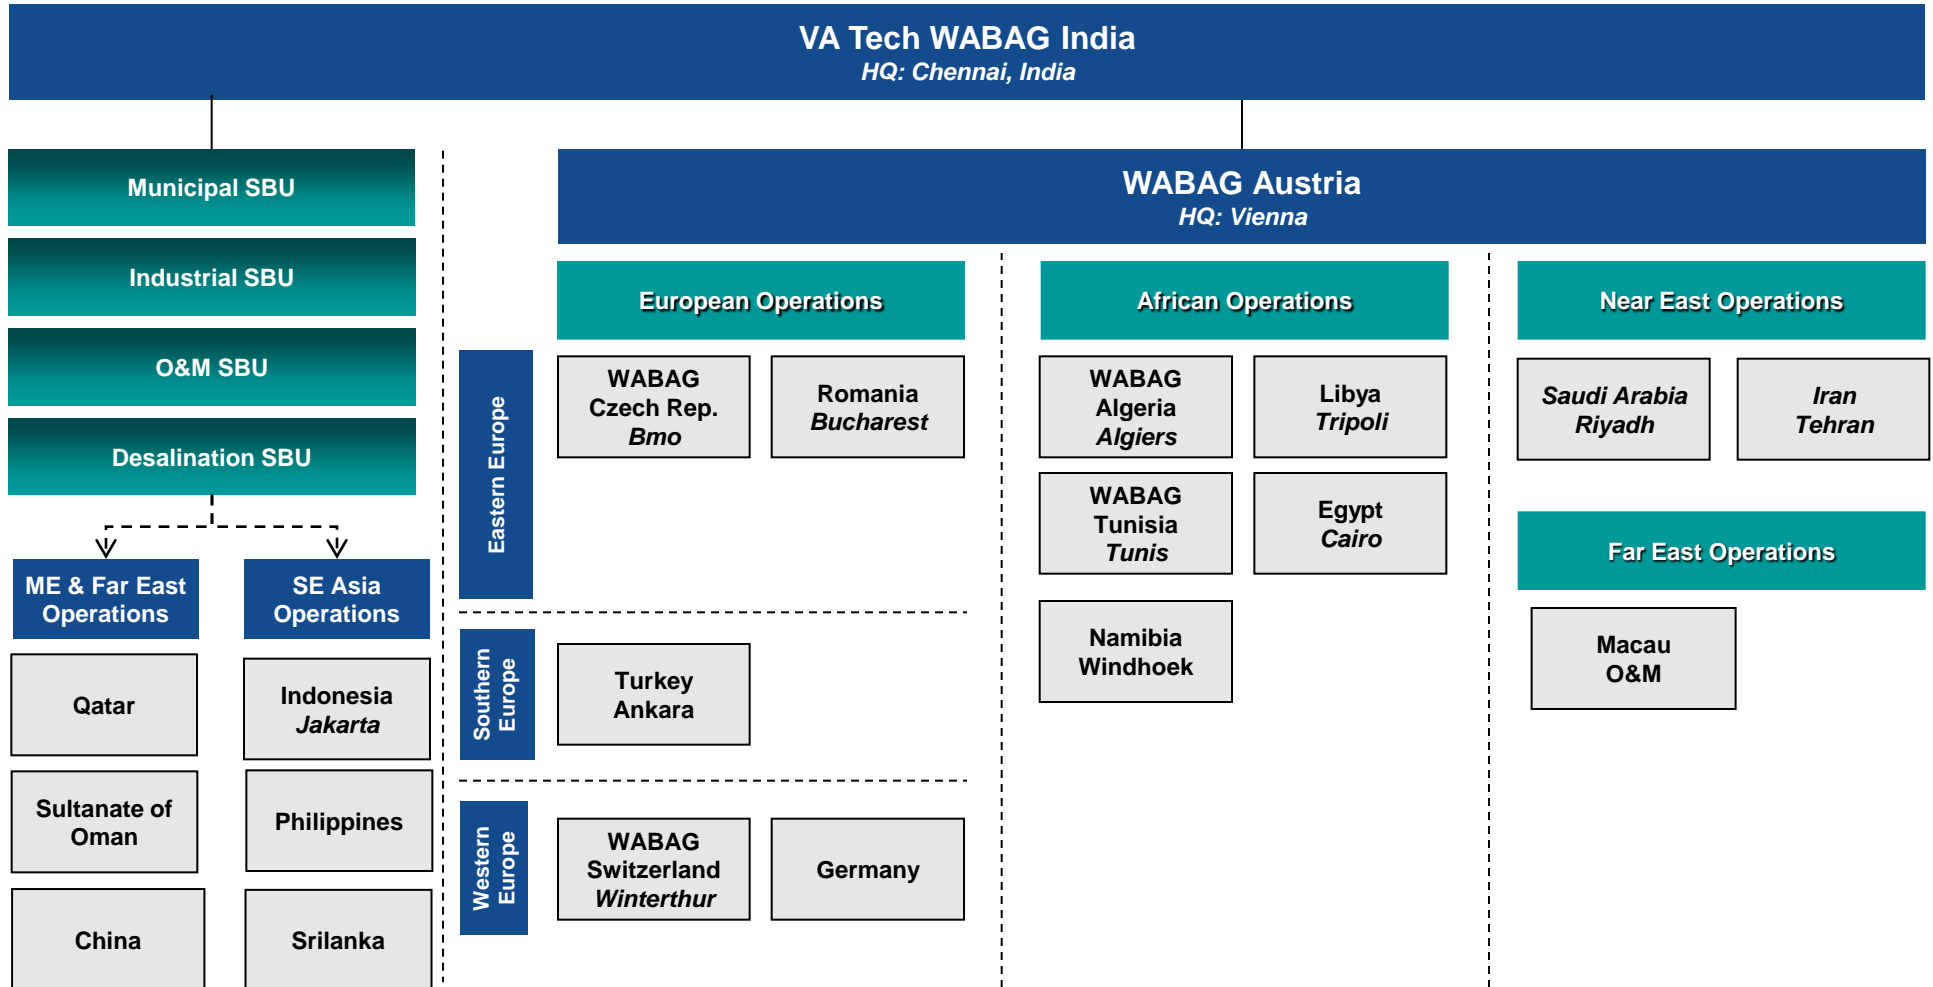 VA Tech WABAG India
HQ: Chennai, India
Municipal SBU
Industrial SBU
O&M SBU
Desalination SBU
ME & Far East
Operations
SE Asia
Operations
Qatar
Indonesia
Jakarta
Sultanate of
Oman
Philippines
China
Srilanka
WABAG Austria
HQ: Vienna
European Operations
Eastern Europe
WABAG
Czech Rep.
Bmo
Romania
Bucharest
Southern
Europe
Turkey
Ankara
Western
Europe
WABAG
Switzerland
Winterthur
Germany
African Operations
WABAG
Algeria
Algiers
Libya
Tripoli
WABAG
Tunisia
Tunis
Egypt
Cairo
Namibia
Windhoek
Near East Operations
Saudi Arabia
Riyadh
Iran
Tehran
Far East Operations
Macau
O&M